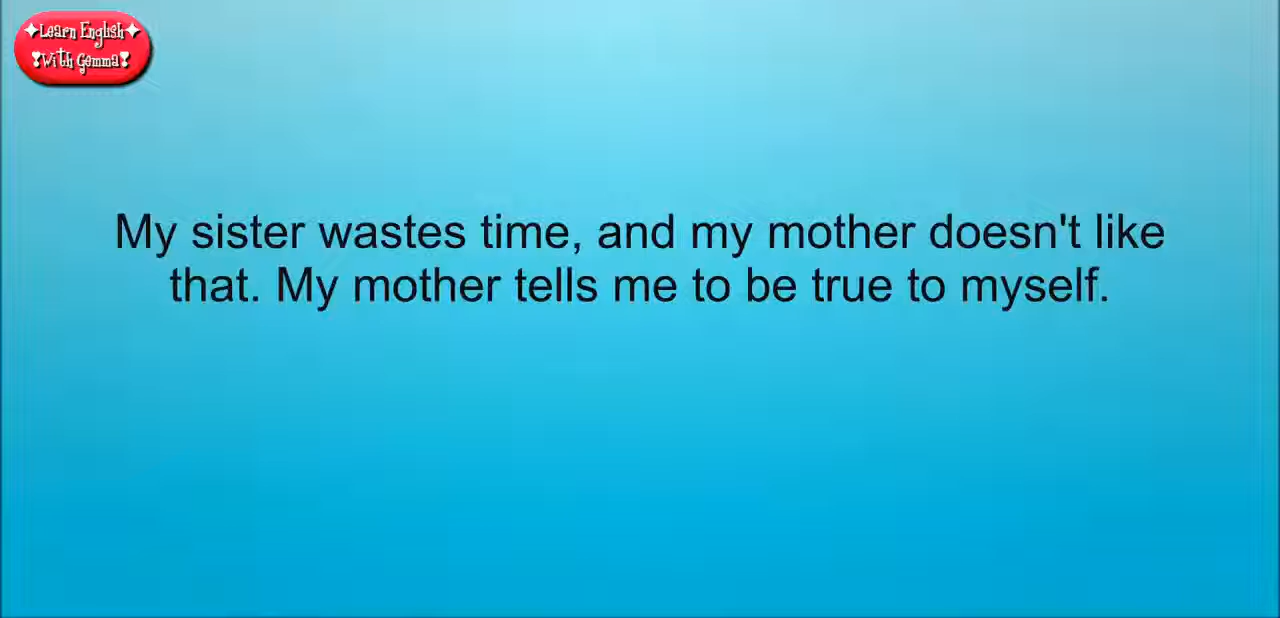 ✦Learn English✦
❣With Gemma❣
My sister wastes time, and my mother doesn't like
that. My mother tells me to be true to myself.